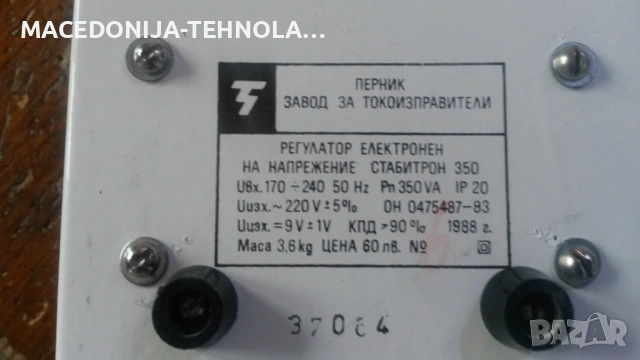 MACEDONIJA-TEHNOLA...
ПЕРНИК
ЗАВОД ЗА ТОКОИЗПРАВИТЕЛИ
РЕГУЛАТОР ЕЛЕКТРОНЕН
НА НАПРЕЖЕНИЕ СТАБИТРОН 350
Uвх. 170 ÷ 240 50 Hz Pп 350 VA IP 20
Uизх. ~ 220 V ± 5% ОН 0475487-83
Uизх. = 9 V ± 1V КПД > 90% 1988 г.
Маса 3,6 kg ЦЕНА 60 лв. №
37064
BAZAR